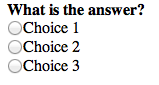 What is the answer?
Choice 1
Choice 2
Choice 3